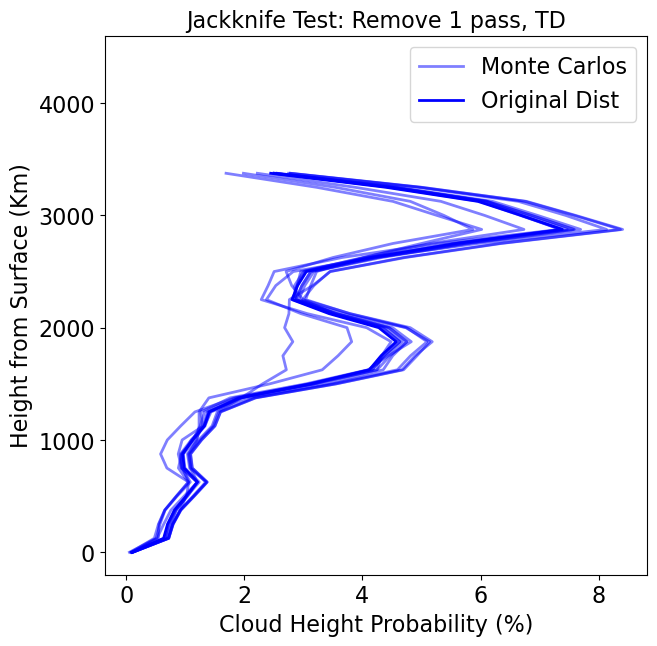 Jackknife Test: Remove 1 pass, TD
Monte Carlos
Original Dist
Height from Surface (Km)
4000
3000
2000
1000
0
0 2 4 6 8
Cloud Height Probability (%)